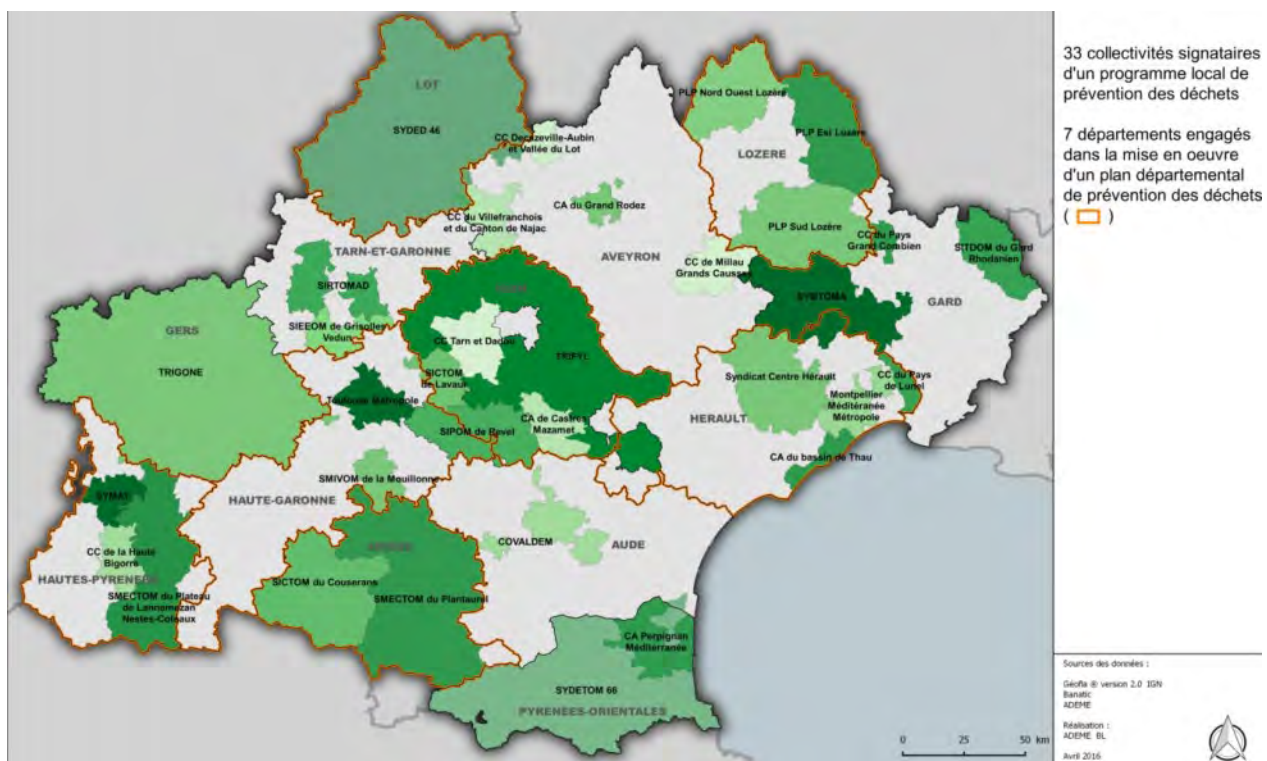 33 collectivités signataires
d'un programme local de
prévention des déchets
7 départements engagés
dans la mise en oeuvre
d'un plan départemental
de prévention des déchets
( )
LOT
SYDED 46
CC Decazeville-Aubin
et Vallée du Lot
PLP Nord Ouest Lozère
PLP Est Lozère
LOZERE
CA du Grand Rodez
CC du Villefranchois
et du Canton de Najac
PLP Sud Lozère
CC du Pays
Grand Combien
SITDOM du Gard
Rhodanien
TARN-ET-GARONNE
AVEYRON
CC de Millau
Grands Causses
SIRTOMAD
SYMTOMA
GARD
GERS
SIEEOM de Grisolles
Vedun
TRIGONE
CC Tarn et Dadou
TRIFYL
SICTOM
de Lavaur
Syndicat Centre Hérault
CC du Pays
de Lunel
Toulouse Métropole
Montpellier
Méditéranée
Métropole
HERAULT
CA de Castres
Mazamet
SIPOM de Revel
CA du bassin de Thau
SMIVOM de la Mouillonne
SYMAT
HAUTE-GARONNE
COVALDEM
AUDE
CC de la Haute
Bigorre
HAUTES-PYRENEES
SICTOM du Couserans
SMECTOM du Plantaurel
SMECTOM du Plateau
de Lannemezan
Nestes-Coteaux
CA Perpignan
Méditerranée
SYDETOM 66
PYRENEES-ORIENTALES
0 25 50 km
Sources des données :
Géofla ® version 2.0 IGN
Banatic
ADEME
Réalisation :
ADEME BL
Avril 2016